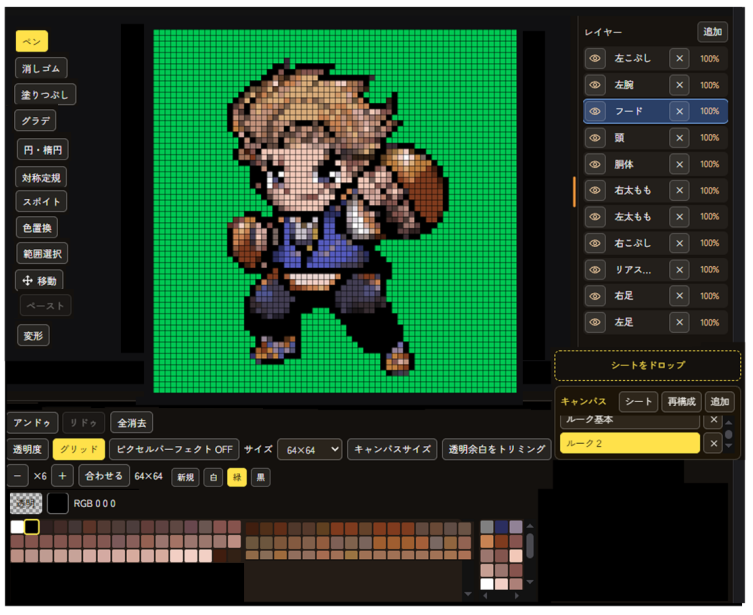 ペン
消しゴム
塗りつぶし
グラデ
円・楕円
対称定規
スポイト
色置換
範囲選択
移動
ペースト
変形
レイヤー 追加
左こぶし × 100%
左腕 × 100%
フード × 100%
頭 × 100%
胴体 × 100%
右太もも × 100%
左太もも × 100%
右こぶし × 100%
リアス... × 100%
右足 × 100%
左足 × 100%
シートをドロップ
キャンバス シート 再構成 追加
ルーク基本 ×
ルーク2 ×
アンドゥ リドゥ 全消去
透明度 グリッド ピクセルパーフェクト OFF サイズ 64×64 キャンバスサイズ 透明余白をトリミング
− ×6 + 合わせる 64×64 新規 白 緑 黒
透明 RGB 0 0 0